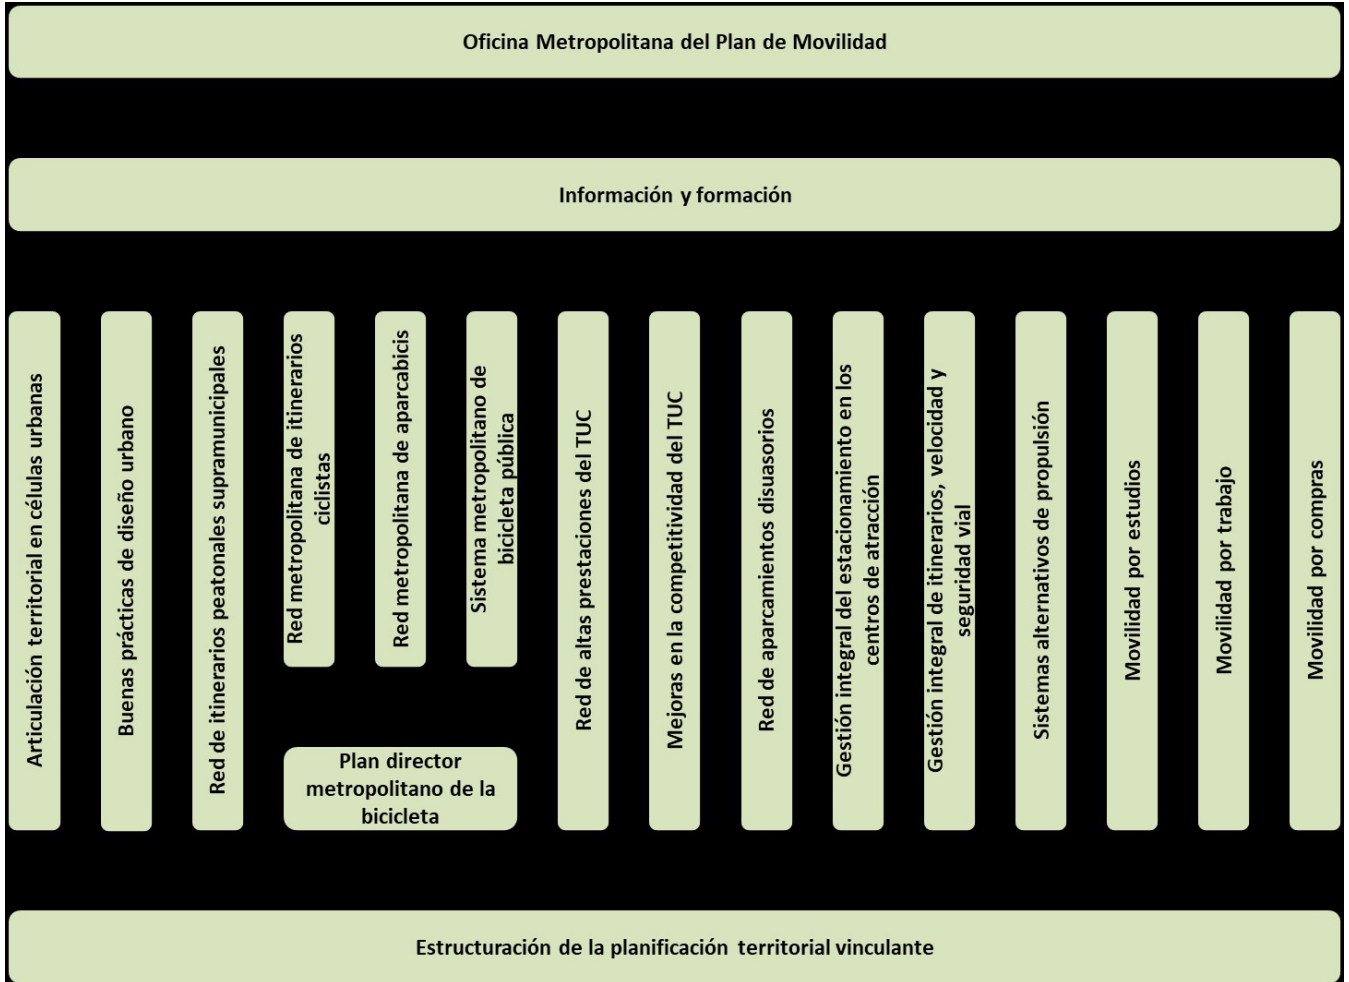 Oficina Metropolitana del Plan de Movilidad
Información y formación
Articulación territorial en células urbanas
Buenas prácticas de diseño urbano
Red de itinerarios peatonales supramunicipales
Red metropolitana de itinerarios
ciclistas
Red metropolitana de aparcabicis
Sistema metropolitano de
bicicleta pública
Plan director
metropolitano de la
bicicleta
Red de altas prestaciones del TUC
Mejoras en la competitividad del TUC
Red de aparcamientos disuasorios
Gestión integral del estacionamiento en los
centros de atracción
Gestión integral de itinerarios, velocidad y
seguridad vial
Sistemas alternativos de propulsión
Movilidad por estudios
Movilidad por trabajo
Movilidad por compras
Estructuración de la planificación territorial vinculante